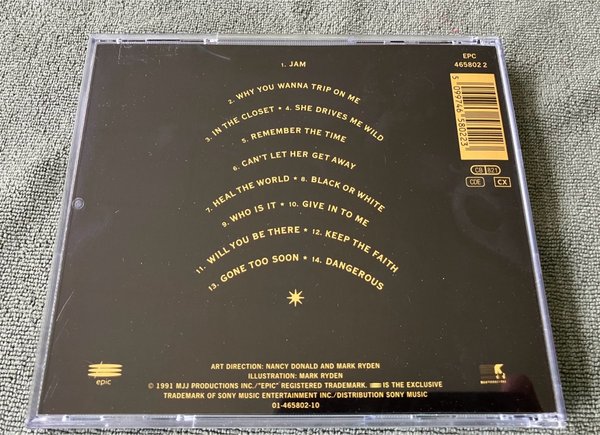 1. JAM
2. WHY YOU WANNA TRIP ON ME
3. IN THE CLOSET * 4. SHE DRIVES ME WILD
5. REMEMBER THE TIME
6. CAN'T LET HER GET AWAY
7. HEAL THE WORLD * 8. BLACK OR WHITE
9. WHO IS IT * 10. GIVE IN TO ME
11. WILL YOU BE THERE * 12. KEEP THE FAITH
13. GONE TOO SOON * 14. DANGEROUS
EPC
465802 2
5 099746 580223
CB 821
CDE CX
epic
ART DIRECTION: NANCY DONALD AND MARK RYDEN
ILLUSTRATION: MARK RYDEN
© 1991 MJJ PRODUCTIONS INC./"EPIC" REGISTERED TRADEMARK. IS THE EXCLUSIVE
TRADEMARK OF SONY MUSIC ENTERTAINMENT INC./DISTRIBUTION SONY MUSIC
01-465802-10